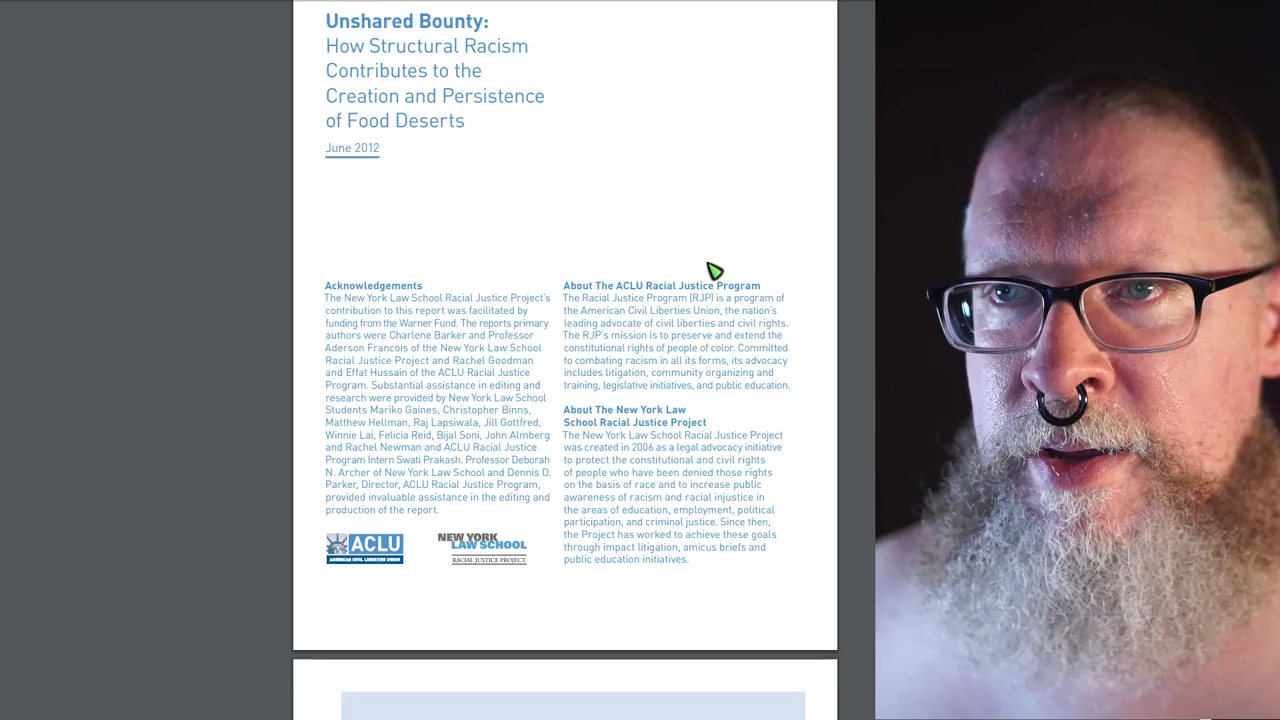 Unshared Bounty:
How Structural Racism
Contributes to the
Creation and Persistence
of Food Deserts
June 2012
Acknowledgements
The New York Law School Racial Justice Project's
contribution to this report was facilitated by
funding from the Warner Fund. The reports primary
authors were Charlene Barker and Professor
Aderson Francois of the New York Law School
Racial Justice Project and Rachel Goodman
and Effat Hussain of the ACLU Racial Justice
Program. Substantial assistance in editing and
research were provided by New York Law School
Students Mariko Gaines, Christopher Binns,
Matthew Hellman, Raj Lapsiwala, Jill Gottfred,
Winnie Lai, Felicia Reid, Bijal Soni, John Almberg
and Rachel Newman and ACLU Racial Justice
Program Intern Swati Prakash. Professor Deborah
N. Archer of New York Law School and Dennis D.
Parker, Director, ACLU Racial Justice Program,
provided invaluable assistance in the editing and
production of the report.
ACLU
AMERICAN CIVIL LIBERTIES UNION
NEW YORK
LAW SCHOOL
RACIAL JUSTICE PROJECT
About The ACLU Racial Justice Program
The Racial Justice Program (RJP) is a program of
the American Civil Liberties Union, the nation's
leading advocate of civil liberties and civil rights.
The RJP's mission is to preserve and extend the
constitutional rights of people of color. Committed
to combating racism in all its forms, its advocacy
includes litigation, community organizing and
training, legislative initiatives, and public education.
About The New York Law
School Racial Justice Project
The New York Law School Racial Justice Project
was created in 2006 as a legal advocacy initiative
to protect the constitutional and civil rights
of people who have been denied those rights
on the basis of race and to increase public
awareness of racism and racial injustice in
the areas of education, employment, political
participation, and criminal justice. Since then,
the Project has worked to achieve these goals
through impact litigation, amicus briefs and
public education initiatives.